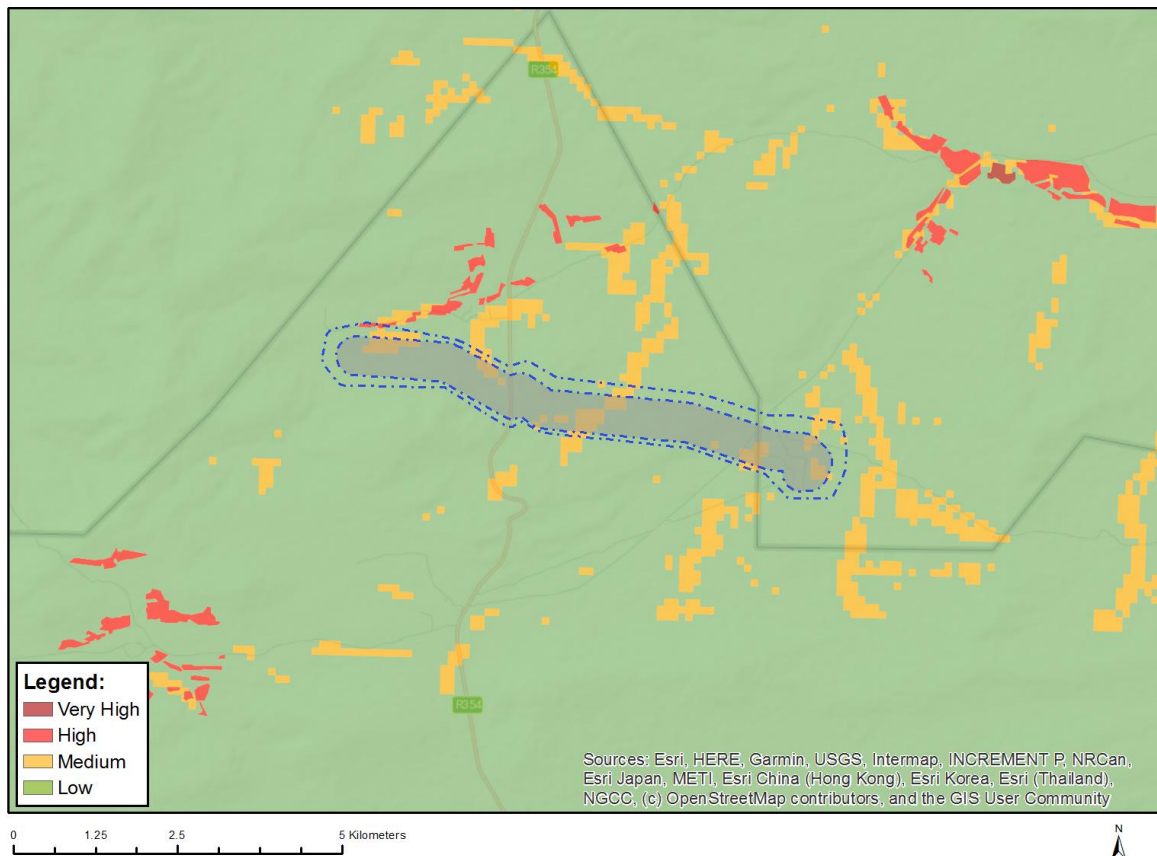 R354
R354
Legend:
Very High
High
Medium
Low
Sources: Esri, HERE, Garmin, USGS, Intermap, INCREMENT P, NRCan,
Esri Japan, METI, Esri China (Hong Kong), Esri Korea, Esri (Thailand),
NGCC, (c) OpenStreetMap contributors, and the GIS User Community
0 1.25 2.5 5 Kilometers
N